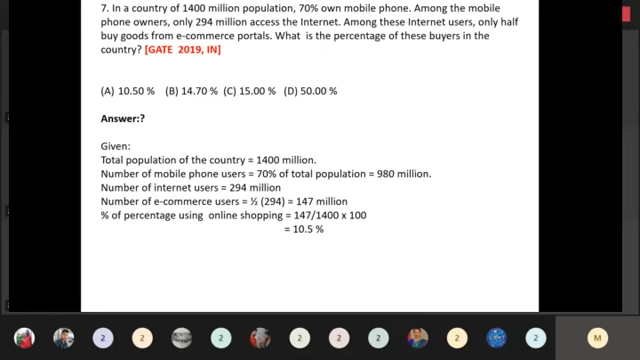 7. In a country of 1400 million population, 70% own mobile phone. Among the mobile
phone owners, only 294 million access the Internet. Among these Internet users, only half
buy goods from e-commerce portals. What is the percentage of these buyers in the
country? [GATE 2019, IN]
(A) 10.50 % (B) 14.70 % (C) 15.00 % (D) 50.00 %
Answer:?
Given:
Total population of the country = 1400 million.
Number of mobile phone users = 70% of total population = 980 million.
Number of internet users = 294 million
Number of e-commerce users = ½ (294) = 147 million
% of percentage using online shopping = 147/1400 x 100
= 10.5 %
2 2 2 2 2 2 2 2 M